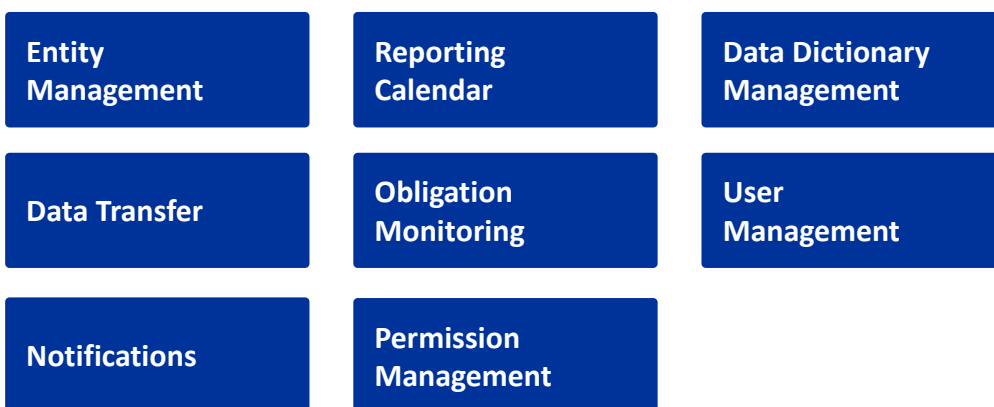 Entity
Management
Reporting
Calendar
Data Dictionary
Management
Data Transfer
Obligation
Monitoring
User
Management
Notifications
Permission
Management